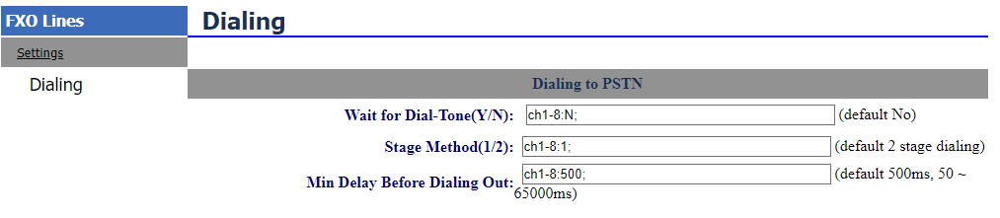 FXO Lines
Dialing
Settings
Dialing
Dialing to PSTN
Wait for Dial-Tone(Y/N): ch1-8:N; (default No)
Stage Method(1/2): ch1-8:1; (default 2 stage dialing)
Min Delay Before Dialing Out: ch1-8:500; (default 500ms, 50 ~
65000ms)